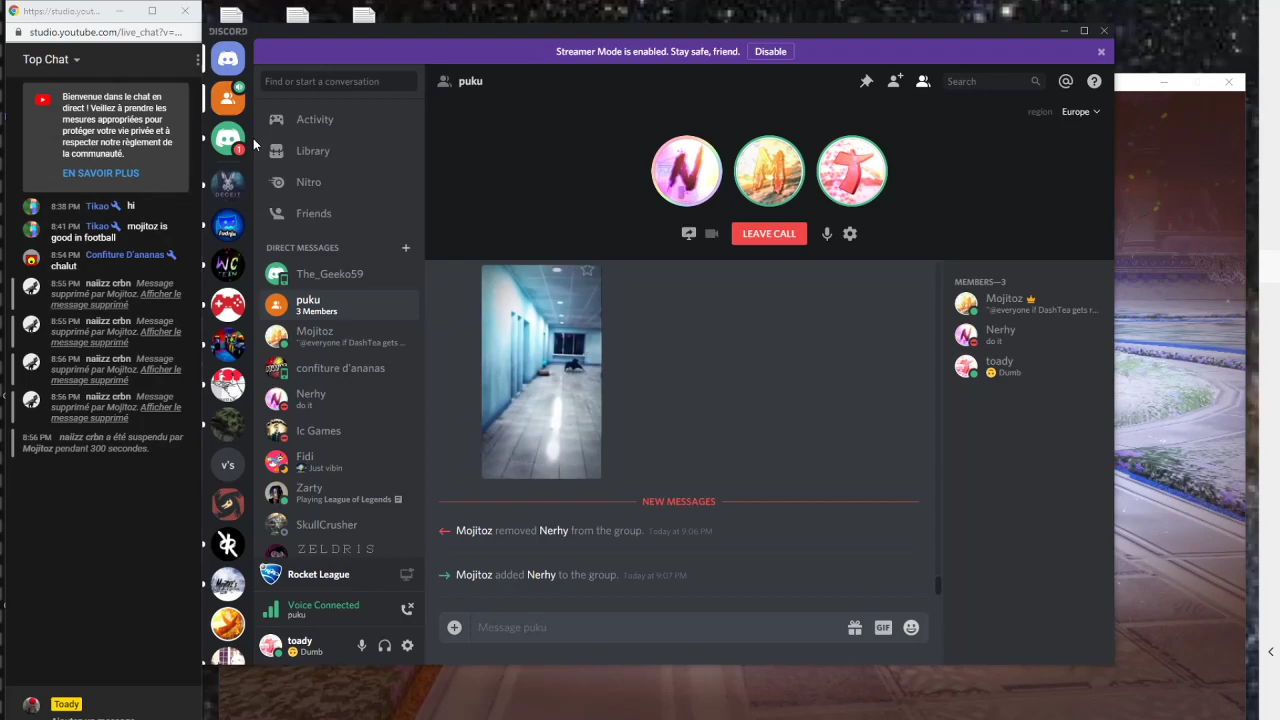 https://studio.yout...
studio.youtube.com/live_chat?v=...
Top Chat
Bienvenue dans le chat en
direct ! Veillez à prendre les
mesures appropriées pour
protéger votre vie privée et à
respecter notre règlement de
la communauté.
EN SAVOIR PLUS
8:38 PM Tikao hi
8:41 PM Tikao mojitz is
good in football
8:54 PM Confiture D'ananas
chalut
8:55 PM naiizz crbn Message
supprimé par Mojitoz. Afficher le
message supprimé
8:55 PM naiizz crbn Message
supprimé par Mojitoz. Afficher le
message supprimé
8:56 PM naiizz crbn Message
supprimé par Mojitoz. Afficher le
message supprimé
8:56 PM naiizz crbn Message
supprimé par Mojitoz. Afficher le
message supprimé
8:56 PM naiizz crbn a été suspendu par
Mojitoz pendant 300 secondes.
Toady
DISCORD
1
WC
v's
Streamer Mode is enabled. Stay safe, friend. Disable
Find or start a conversation
Activity
Library
Nitro
Friends
DIRECT MESSAGES
The_Geeko59
puku
3 Members
Mojitoz
"@everyone if DashTea gets ...
confiture d'ananas
Nerhy
do it
Ic Games
Fidi
Just vibin
Zarty
Playing League of Legends
SkullCrusher
ZELDRIS
Rocket League
Voice Connected
puku
toady
Dumb
puku
Search
region Europe
N M T
LEAVE CALL
NEW MESSAGES
Mojitoz removed Nerhy from the group. Today at 9:06 PM
Mojitoz added Nerhy to the group. Today at 9:07 PM
Message puku
GIF
MEMBERS—3
Mojitoz
"@everyone if DashTea gets r...
Nerhy
do it
toady
Dumb